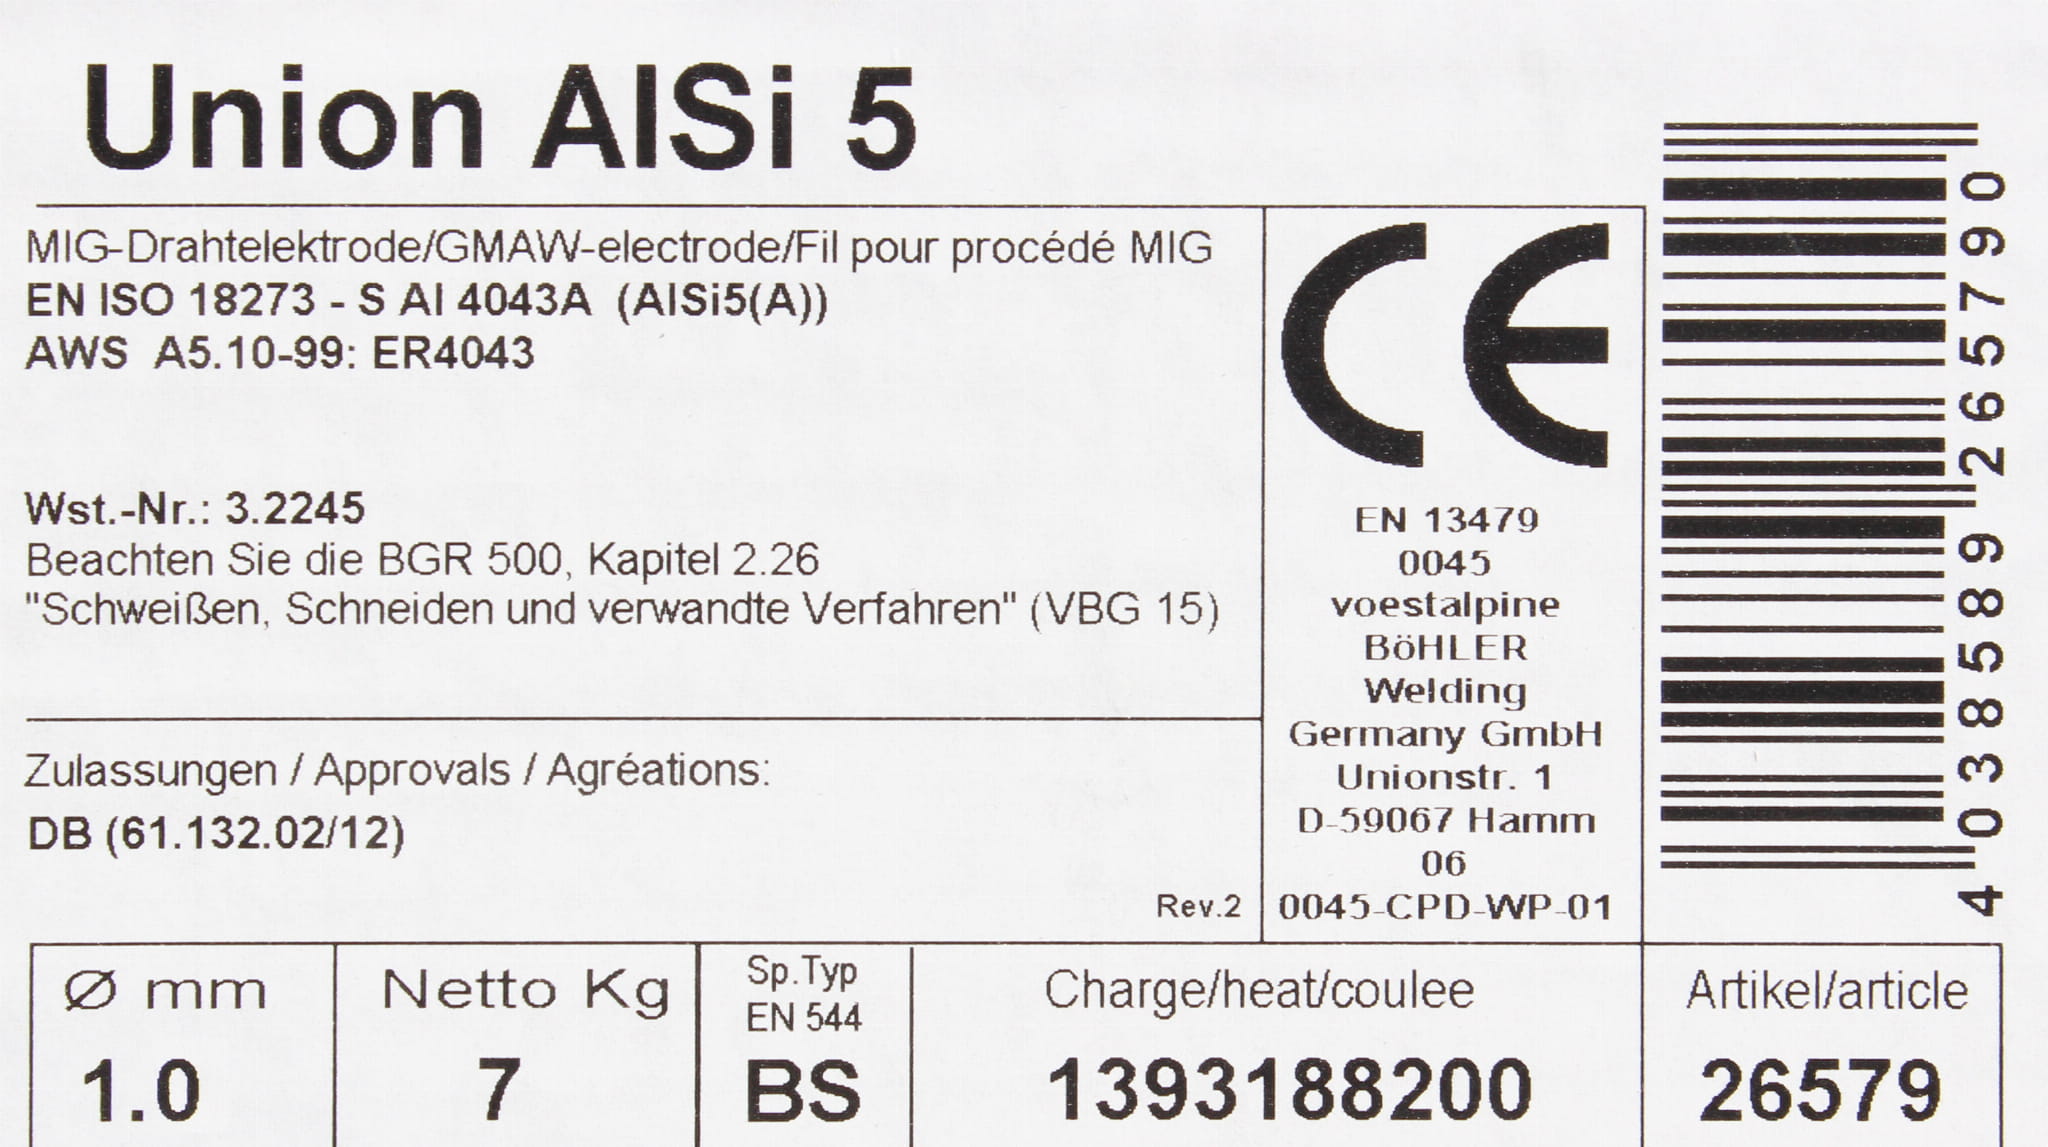 Union AlSi 5
MIG-Drahtelektrode/GMAW-electrode/Fil pour procédé MIG
EN ISO 18273 - S Al 4043A (AlSi5(A))
AWS A5.10-99: ER4043
Wst.-Nr.: 3.2245
Beachten Sie die BGR 500, Kapitel 2.26
"Schweißen, Schneiden und verwandte Verfahren" (VBG 15)
Zulassungen / Approvals / Agréations:
DB (61.132.02/12)
Rev.2
CE
EN 13479
0045
voestalpine
BöHLER
Welding
Germany GmbH
Unionstr. 1
D-59067 Hamm
06
0045-CPD-WP-01
4 038589 265790
Ø mm
1.0
Netto Kg
7
Sp.Typ
EN 544
BS
Charge/heat/coulee
1393188200
Artikel/article
26579